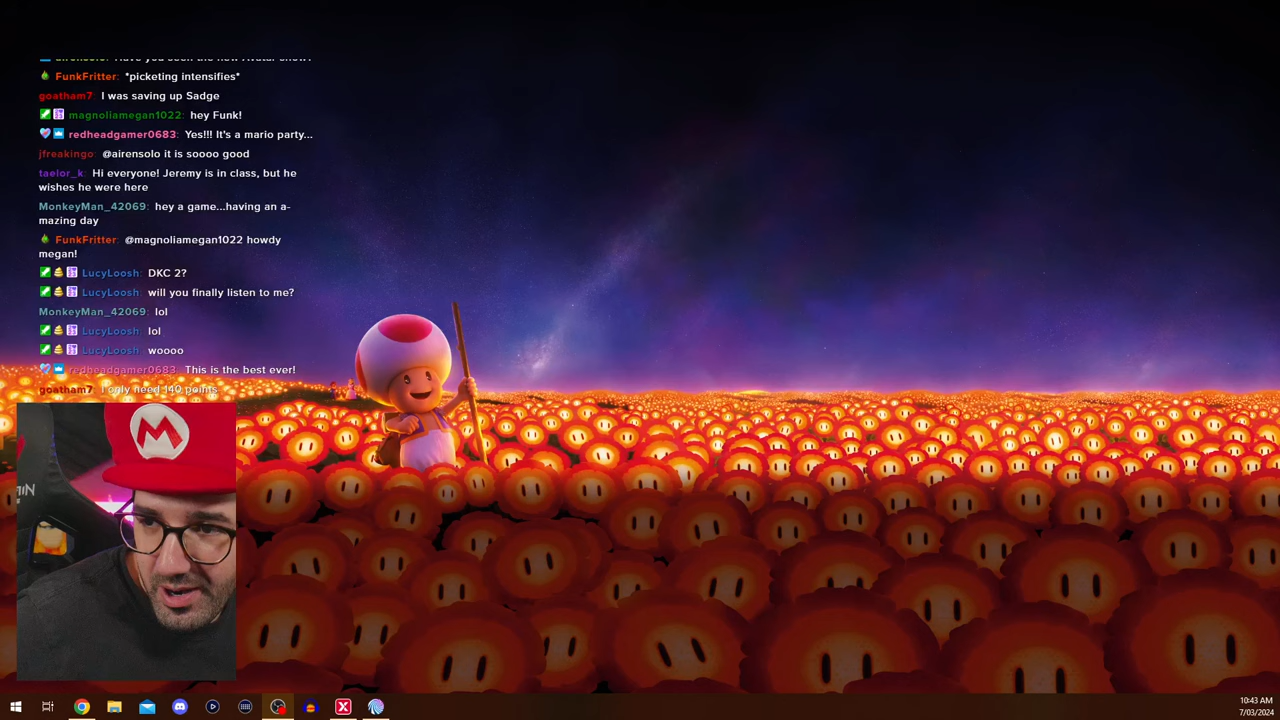 FunkFritter: *picketing intensifies*
goatham7: I was saving up Sadge
magnoliamegan1022: hey Funk!
redheadgamer0683: Yes!!! It's a mario party...
jfreakingo: @airensolo it is soooo good
taelor_k: Hi everyone! Jeremy is in class, but he
wishes he were here
MonkeyMan_42069: hey a game...having an a-
mazing day
FunkFritter: @magnoliamegan1022 howdy
megan!
LucyLoosh: DKC 2?
LucyLoosh: will you finally listen to me?
MonkeyMan_42069: lol
LucyLoosh: lol
LucyLoosh: woooo
redheadgamer0683: This is the best ever!
goatham7: I only need 140 points
M
10:43 AM
7/03/2024